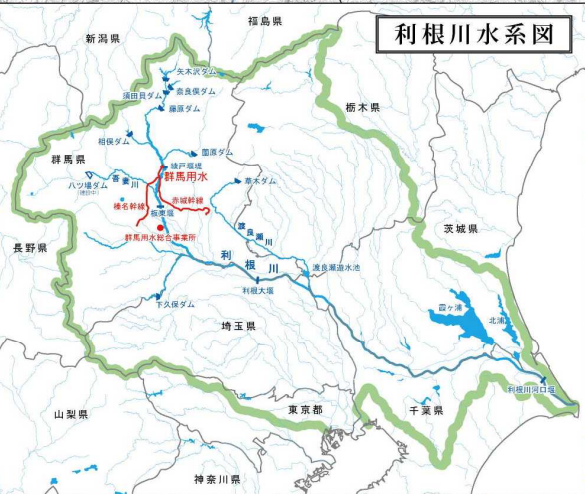 利根川水系図
福島県
新潟県
矢木沢ダム
奈良俣ダム
須田貝ダム
藤原ダム
栃木県
相俣ダム
薗原ダム
群馬県
綾戸堰堤
群馬用水
草木ダム
八ツ場ダム
吾妻川
榛名幹線
赤城幹線
板東堰
渡良瀬川
群馬用水総合事業所
茨城県
長野県
利根川
渡良瀬遊水池
利根大堰
下久保ダム
霞ヶ浦
北浦
埼玉県
利根川河口堰
山梨県
東京都
千葉県
神奈川県